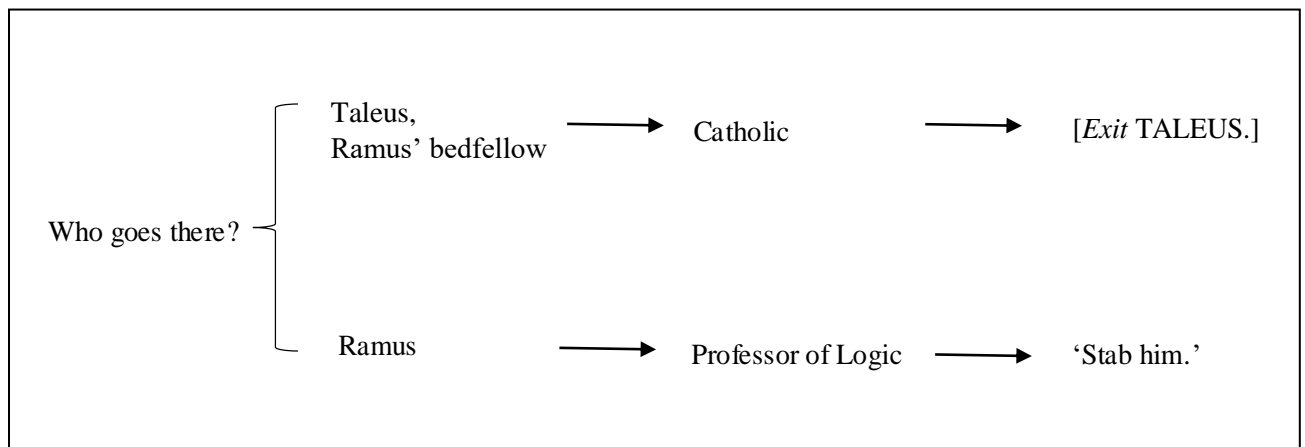 Taleus,
Ramus’ bedfellow
Catholic
[Exit TALEUS.]
Who goes there?
Ramus
Professor of Logic
‘Stab him.’